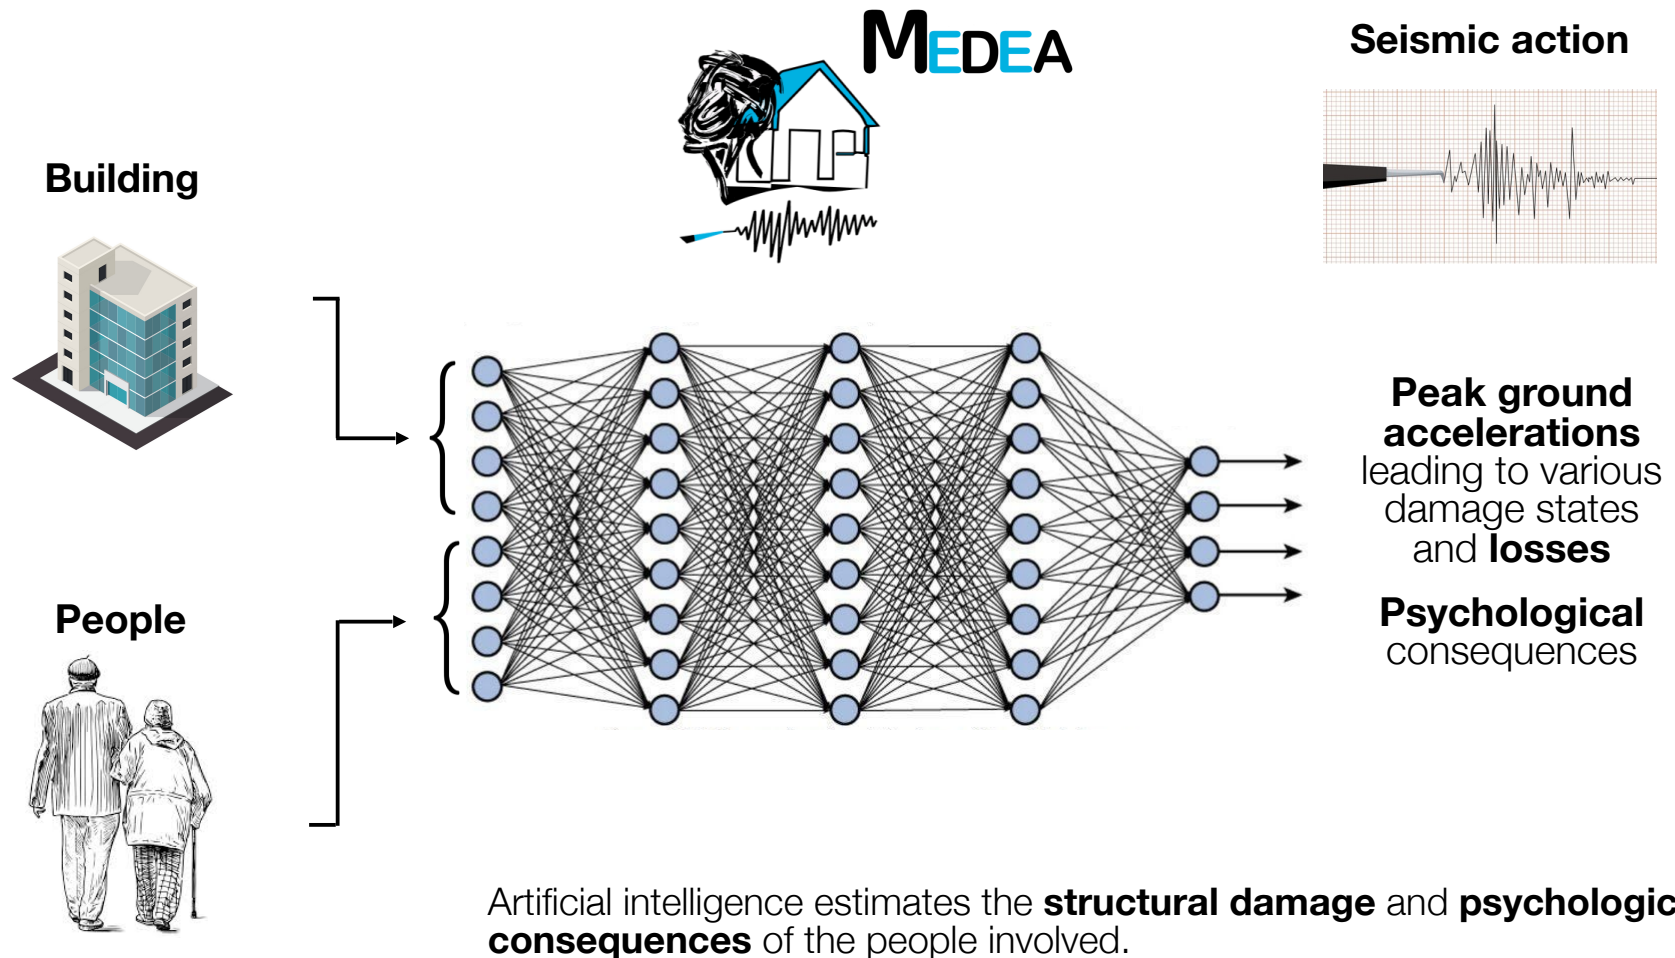 MEDEA
Seismic action
Building
Peak ground
accelerations
leading to various
damage states
and losses
People
Psychological
consequences
Artificial intelligence estimates the structural damage and psychologic
consequences of the people involved.